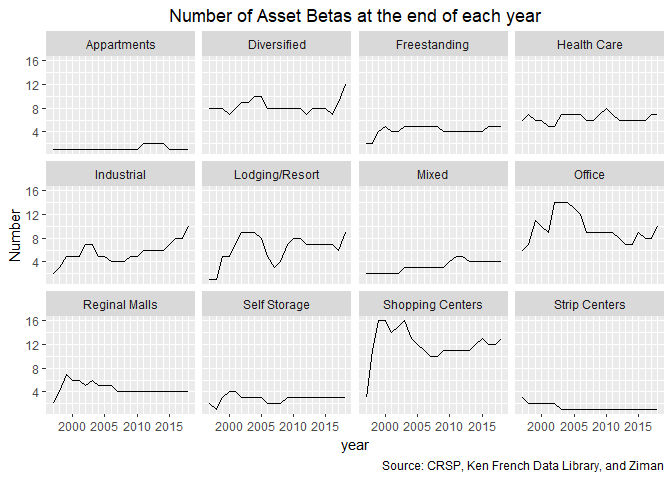 Number of Asset Betas at the end of each year
Appartments Diversified Freestanding Health Care
16
12
8
4
Industrial Lodging/Resort Mixed Office
16
12
8
4
Number
Reginal Malls Self Storage Shopping Centers Strip Centers
16
12
8
4
2000 2005 2010 2015 2000 2005 2010 2015 2000 2005 2010 2015 2000 2005 2010 2015
year
Source: CRSP, Ken French Data Library, and Ziman